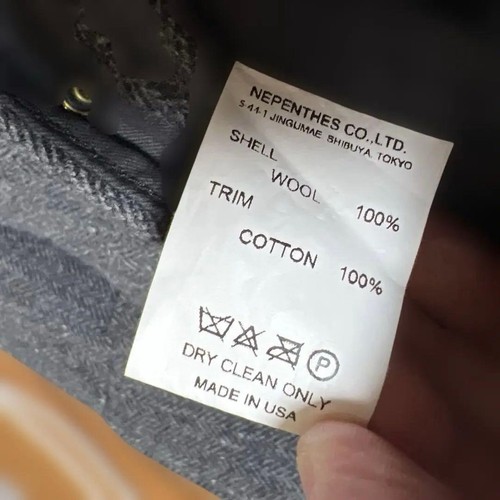 NEPENTHES CO.,LTD.
5-44-1 JINGUMAE SHIBUYA, TOKYO
SHELL
WOOL 100%
TRIM
COTTON 100%
P
DRY CLEAN ONLY
MADE IN USA